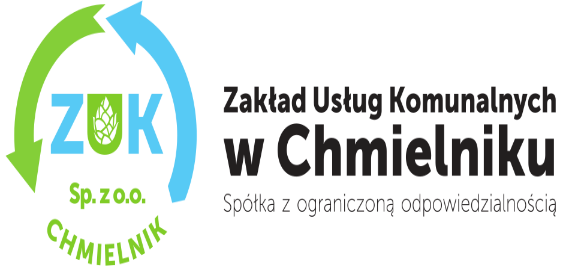 ZUK
Sp. z o.o.
CHMIELNIK
Zakład Usług Komunalnych
w Chmielniku
Spółka z ograniczoną odpowiedzialnością